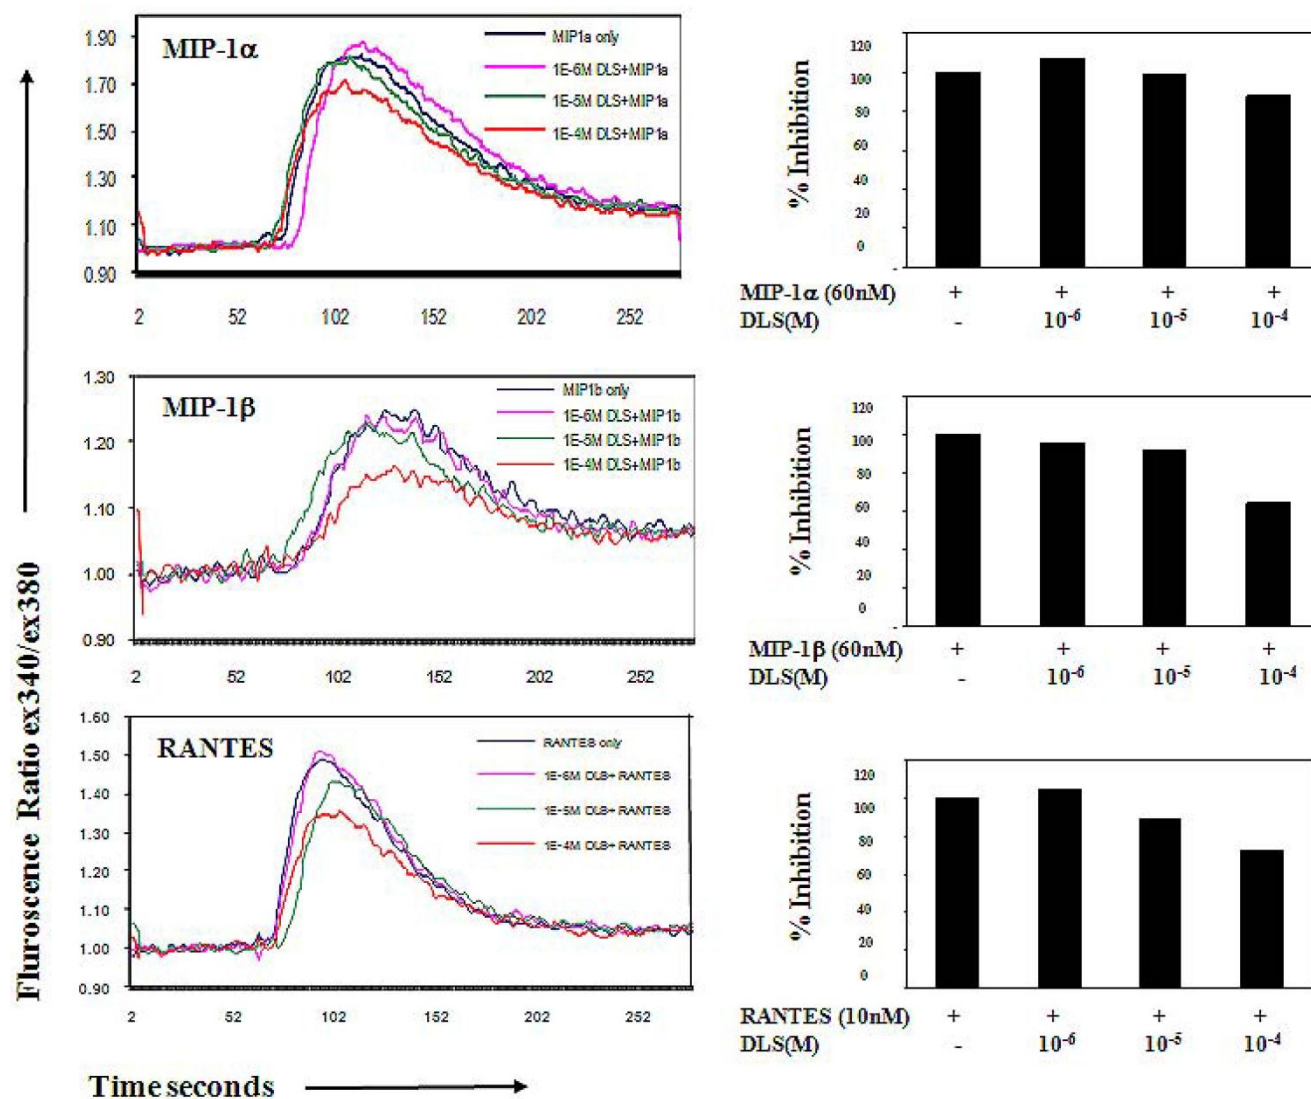 Fluroscence Ratio ex340/ex380
MIP-1α
MIP1a only
1E-6M DLS+MIP1a
1E-5M DLS+MIP1a
1E-4M DLS+MIP1a
1.90
1.70
1.50
1.30
1.10
0.90
2 52 102 152 202 252
% Inhibition
120
100
80
60
40
20
0
-
MIP-1α (60nM) + + + +
DLS(M) - 10⁻⁶ 10⁻⁵ 10⁻⁴
MIP-1β
MIP1b only
1E-6M DLS+MIP1b
1E-5M DLS+MIP1b
1E-4M DLS+MIP1b
1.30
1.20
1.10
1.00
0.90
2 52 102 152 202 252
% Inhibition
120
100
80
60
40
20
0
-
MIP-1β (60nM) + + + +
DLS(M) - 10⁻⁶ 10⁻⁵ 10⁻⁴
RANTES
RANTES only
1E-6M DLS+ RANTES
1E-5M DLS+ RANTES
1E-4M DLS+ RANTES
1.60
1.50
1.40
1.30
1.20
1.10
1.00
0.90
2 52 102 152 202 252
% Inhibition
120
100
80
60
40
20
0
-
RANTES (10nM) + + + +
DLS(M) - 10⁻⁶ 10⁻⁵ 10⁻⁴
Time seconds